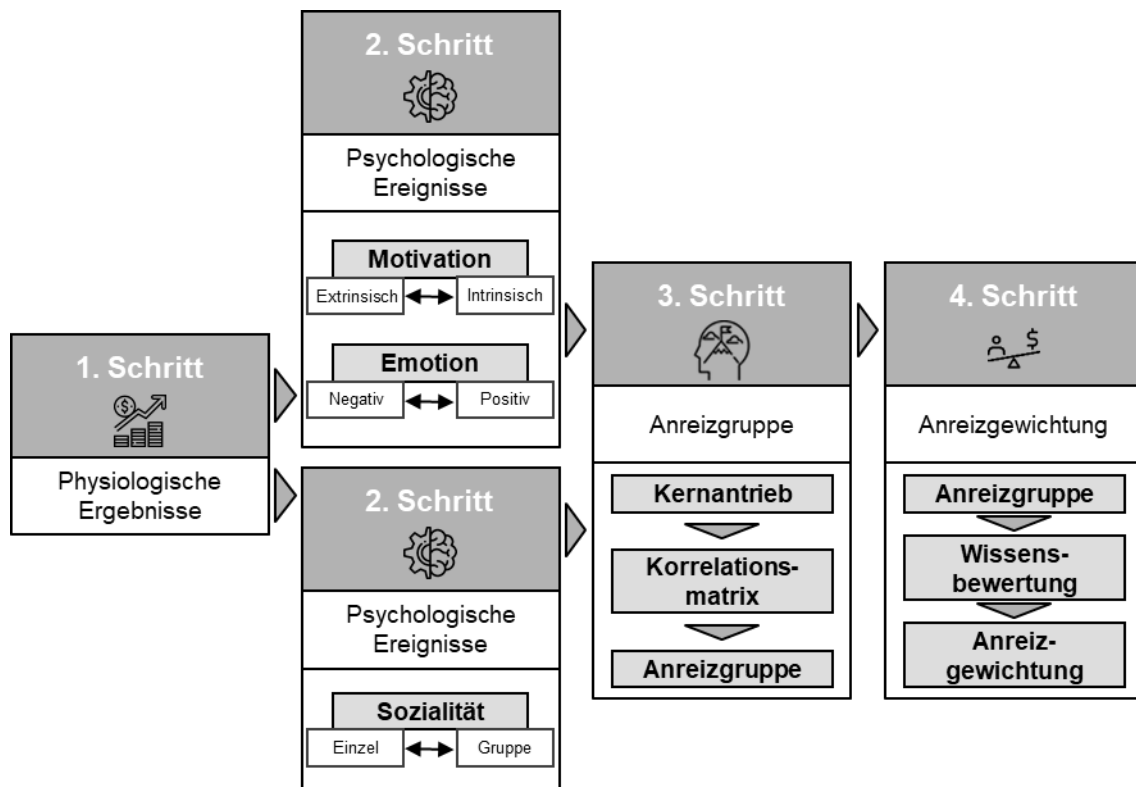 1. Schritt
Physiologische
Ergebnisse
2. Schritt
Psychologische
Ereignisse
Motivation
Extrinsisch
Intrinsisch
Emotion
Negativ
Positiv
2. Schritt
Psychologische
Ereignisse
Sozialität
Einzel
Gruppe
3. Schritt
Anreizgruppe
Kernantrieb
Korrelations-
matrix
Anreizgruppe
4. Schritt
$
Anreizgewichtung
Anreizgruppe
Wissens-
bewertung
Anreiz-
gewichtung